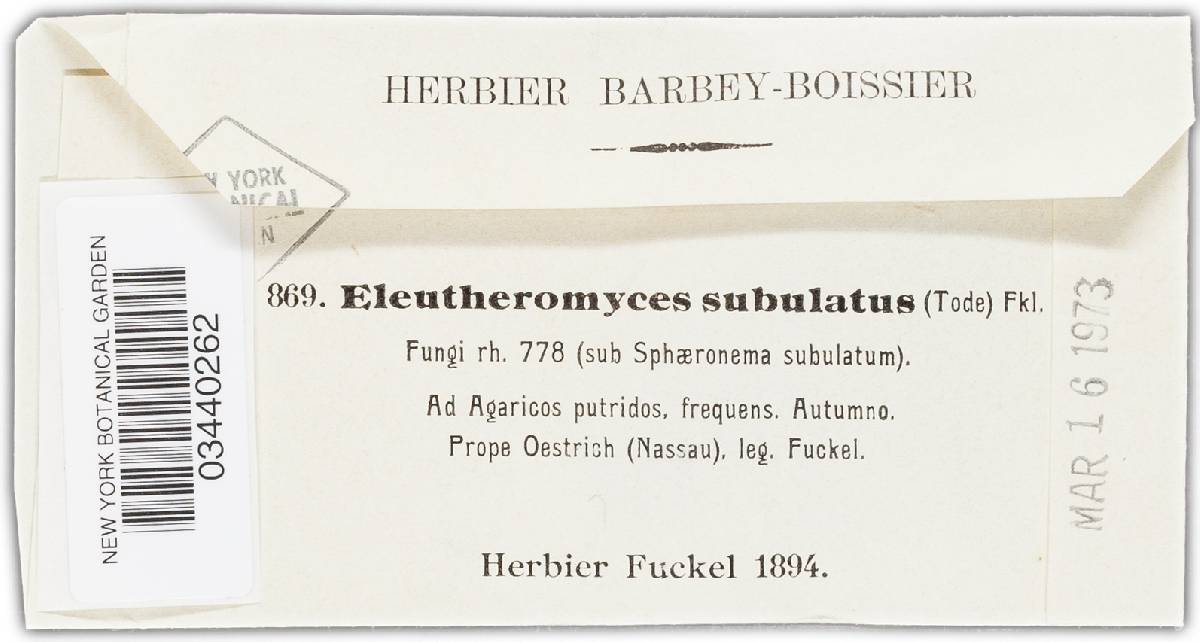 HERBIER BARBEY-BOISSIER
YORK
N
NEW YORK BOTANICAL GARDEN
03440262
869. Eleutheromyces subulatus (Tode) Fkl.
Fungi rh. 778 (sub Sphæronema subulatum).
Ad Agaricos putridos, frequens. Autumno.
Prope Oestrich (Nassau), leg. Fuckel.
Herbier Fuckel 1894.
MAR 16 1973